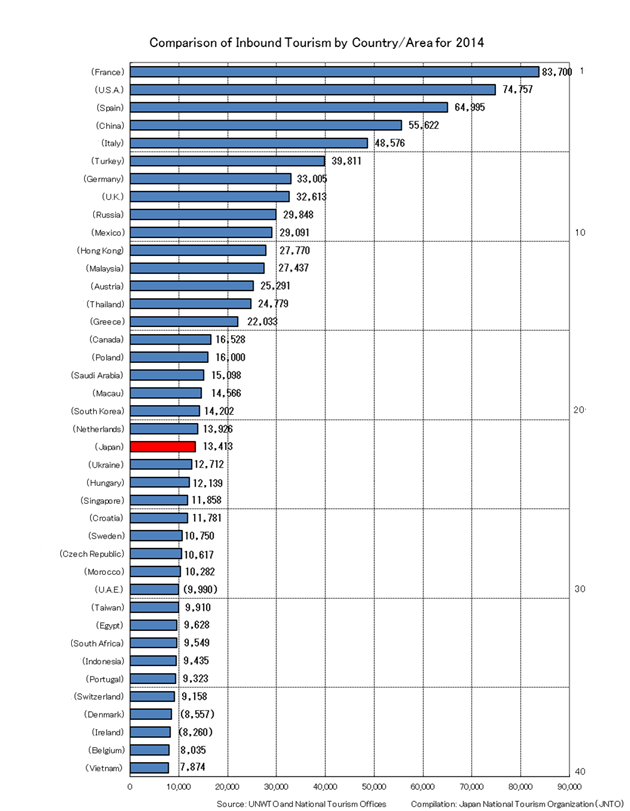 Comparison of Inbound Tourism by Country/Area for 2014
(France) 83,700 1
(U.S.A.) 74,757
(Spain) 64,995
(China) 55,622
(Italy) 48,576
(Turkey) 39,811
(Germany) 33,005
(U.K.) 32,613
(Russia) 29,848
(Mexico) 29,091 10
(Hong Kong) 27,770
(Malaysia) 27,437
(Austria) 25,291
(Thailand) 24,779
(Greece) 22,033
(Canada) 16,528
(Poland) 16,000
(Saudi Arabia) 15,098
(Macau) 14,566
(South Korea) 14,202 20
(Netherlands) 13,926
(Japan) 13,413
(Ukraine) 12,712
(Hungary) 12,139
(Singapore) 11,858
(Croatia) 11,781
(Sweden) 10,750
(Czech Republic) 10,617
(Morocco) 10,282
(U.A.E.) (9,990) 30
(Taiwan) 9,910
(Egypt) 9,628
(South Africa) 9,549
(Indonesia) 9,435
(Portugal) 9,323
(Switzerland) 9,158
(Denmark) (8,557)
(Ireland) (8,260)
(Belgium) 8,035
(Vietnam) 7,874 40
0 10,000 20,000 30,000 40,000 50,000 60,000 70,000 80,000 90,000
Source: UNWTO and National Tourism Offices Compilation: Japan National Tourism Organization (JNTO)